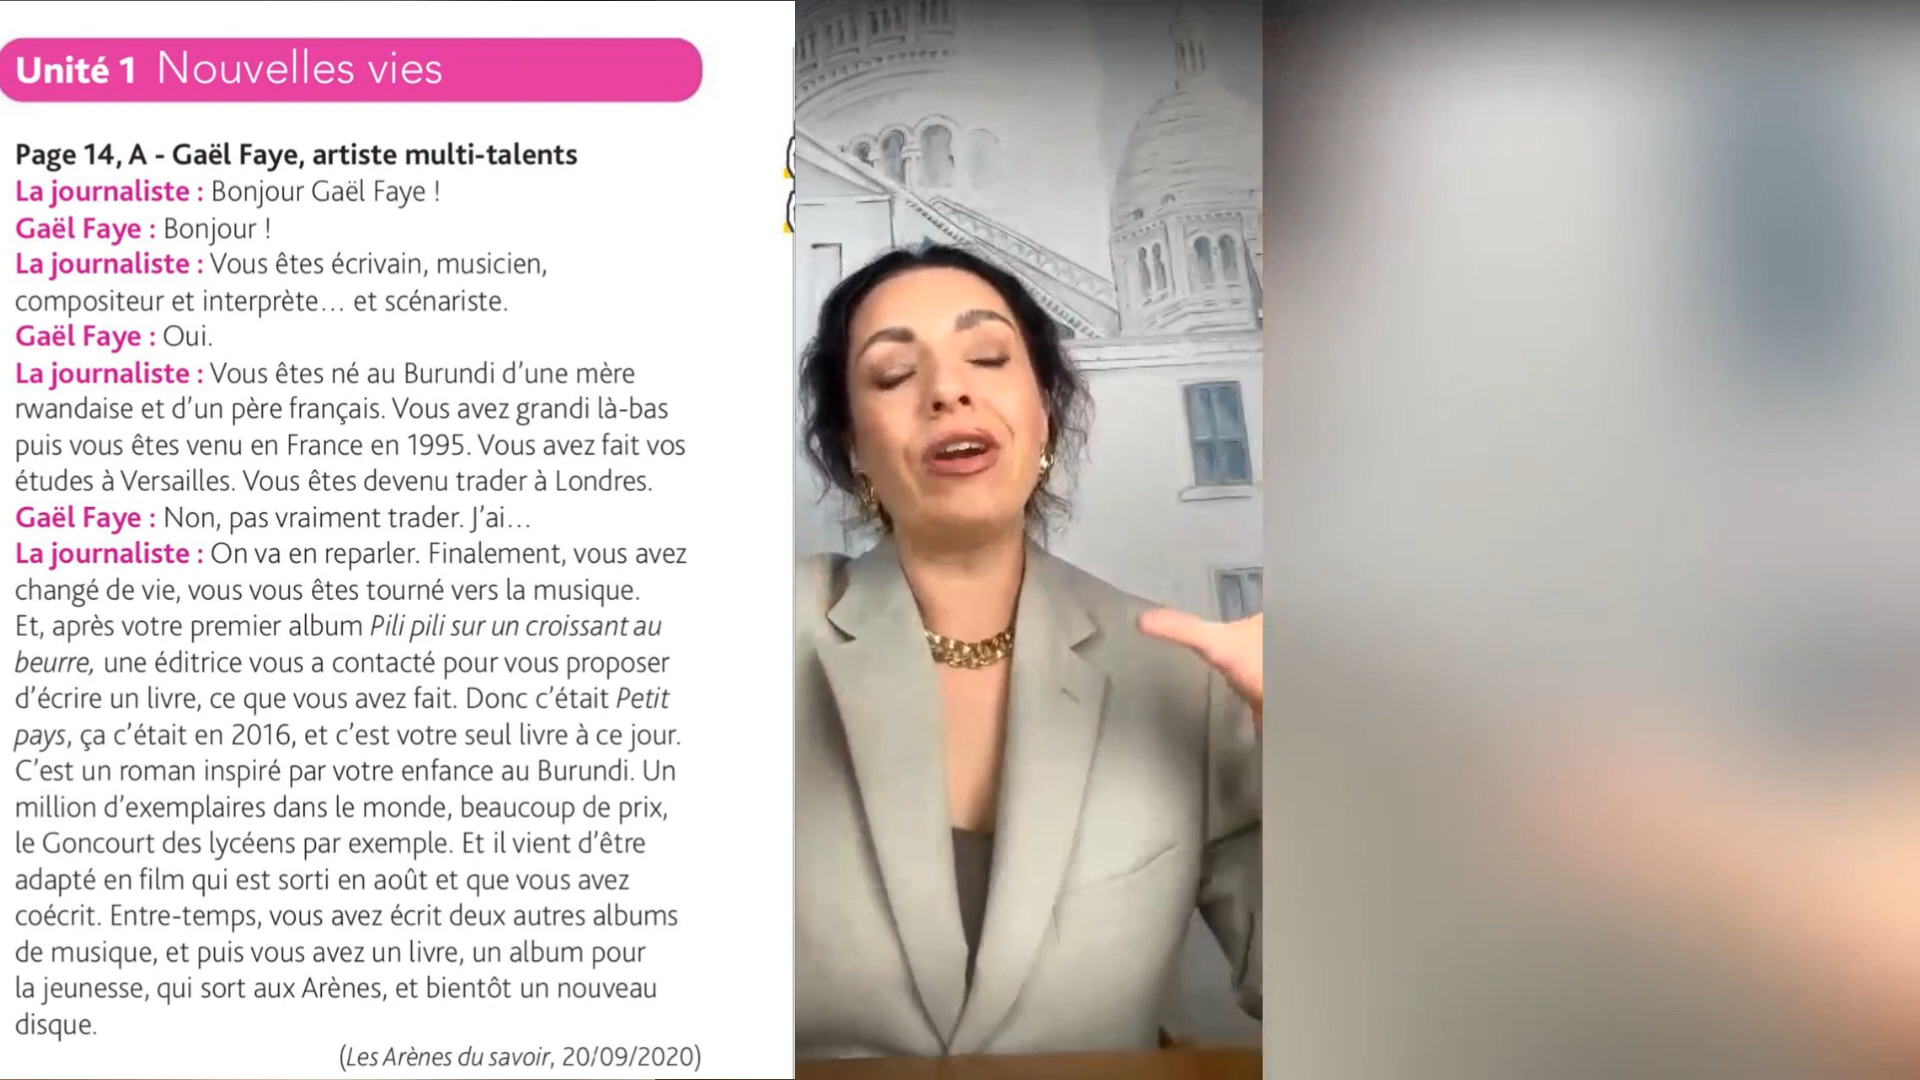 Unité 1 Nouvelles vies
Page 14, A - Gaël Faye, artiste multi-talents
La journaliste : Bonjour Gaël Faye !
Gaël Faye : Bonjour !
La journaliste : Vous êtes écrivain, musicien,
compositeur et interprète… et scénariste.
Gaël Faye : Oui.
La journaliste : Vous êtes né au Burundi d’une mère
rwandaise et d’un père français. Vous avez grandi là-bas
puis vous êtes venu en France en 1995. Vous avez fait vos
études à Versailles. Vous êtes devenu trader à Londres.
Gaël Faye : Non, pas vraiment trader. J’ai…
La journaliste : On va en reparler. Finalement, vous avez
changé de vie, vous vous êtes tourné vers la musique.
Et, après votre premier album Pili pili sur un croissant au
beurre, une éditrice vous a contacté pour vous proposer
d’écrire un livre, ce que vous avez fait. Donc c’était Petit
pays, ça c’était en 2016, et c’est votre seul livre à ce jour.
C’est un roman inspiré par votre enfance au Burundi. Un
million d’exemplaires dans le monde, beaucoup de prix,
le Goncourt des lycéens par exemple. Et il vient d’être
adapté en film qui est sorti en août et que vous avez
coécrit. Entre-temps, vous avez écrit deux autres albums
de musique, et puis vous avez un livre, un album pour
la jeunesse, qui sort aux Arènes, et bientôt un nouveau
disque.
(Les Arènes du savoir, 20/09/2020)